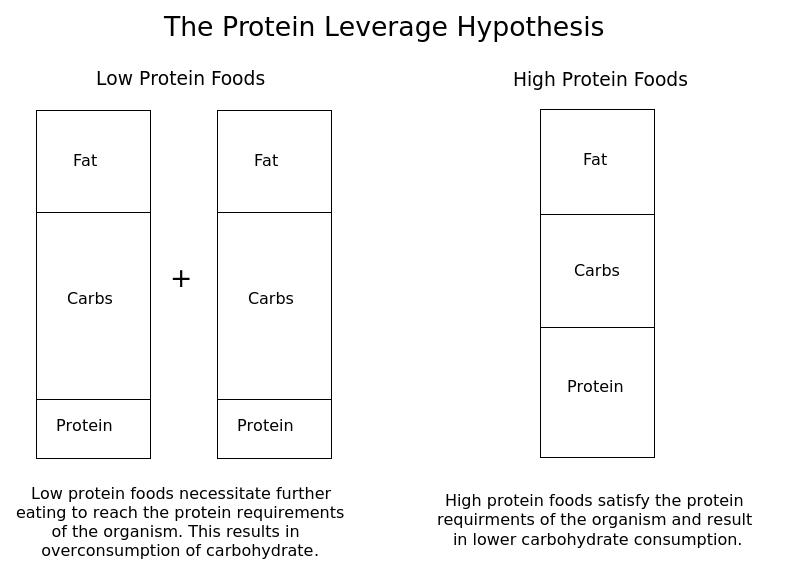 The Protein Leverage Hypothesis
Low Protein Foods
High Protein Foods
Fat
Fat
Fat
Carbs
+
Carbs
Carbs
Protein
Protein
Protein
Low protein foods necessitate further
eating to reach the protein requirements
of the organism. This results in
overconsumption of carbohydrate.
High protein foods satisfy the protein
requirments of the organism and result
in lower carbohydrate consumption.